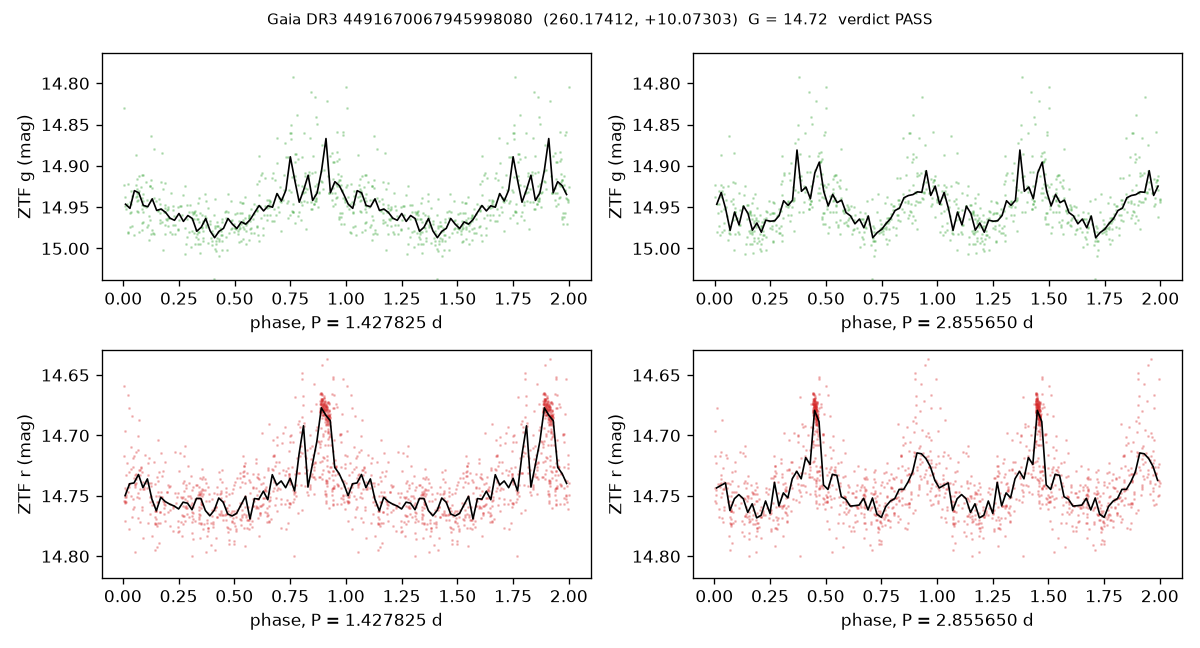 Gaia DR3 4491670067945998080 (260.17412, +10.07303) G = 14.72 verdict PASS
ZTF g (mag)
14.80
14.85
14.90
14.95
15.00
0.00 0.25 0.50 0.75 1.00 1.25 1.50 1.75 2.00
phase, P = 1.427825 d
ZTF g (mag)
14.80
14.85
14.90
14.95
15.00
0.00 0.25 0.50 0.75 1.00 1.25 1.50 1.75 2.00
phase, P = 2.855650 d
ZTF r (mag)
14.65
14.70
14.75
14.80
0.00 0.25 0.50 0.75 1.00 1.25 1.50 1.75 2.00
phase, P = 1.427825 d
ZTF r (mag)
14.65
14.70
14.75
14.80
0.00 0.25 0.50 0.75 1.00 1.25 1.50 1.75 2.00
phase, P = 2.855650 d